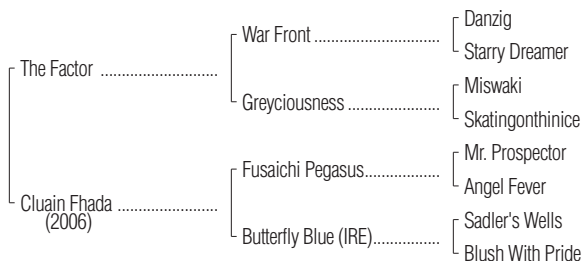 Danzig
War Front ....................................
Starry Dreamer
The Factor ..................................
Miswaki
Greyciousness ...........................
Skatingonthinice
Mr. Prospector
Fusaichi Pegasus.....................
Angel Fever
Cluain Fhada .............................
(2006)
Sadler's Wells
Butterfly Blue (IRE)...................
Blush With Pride